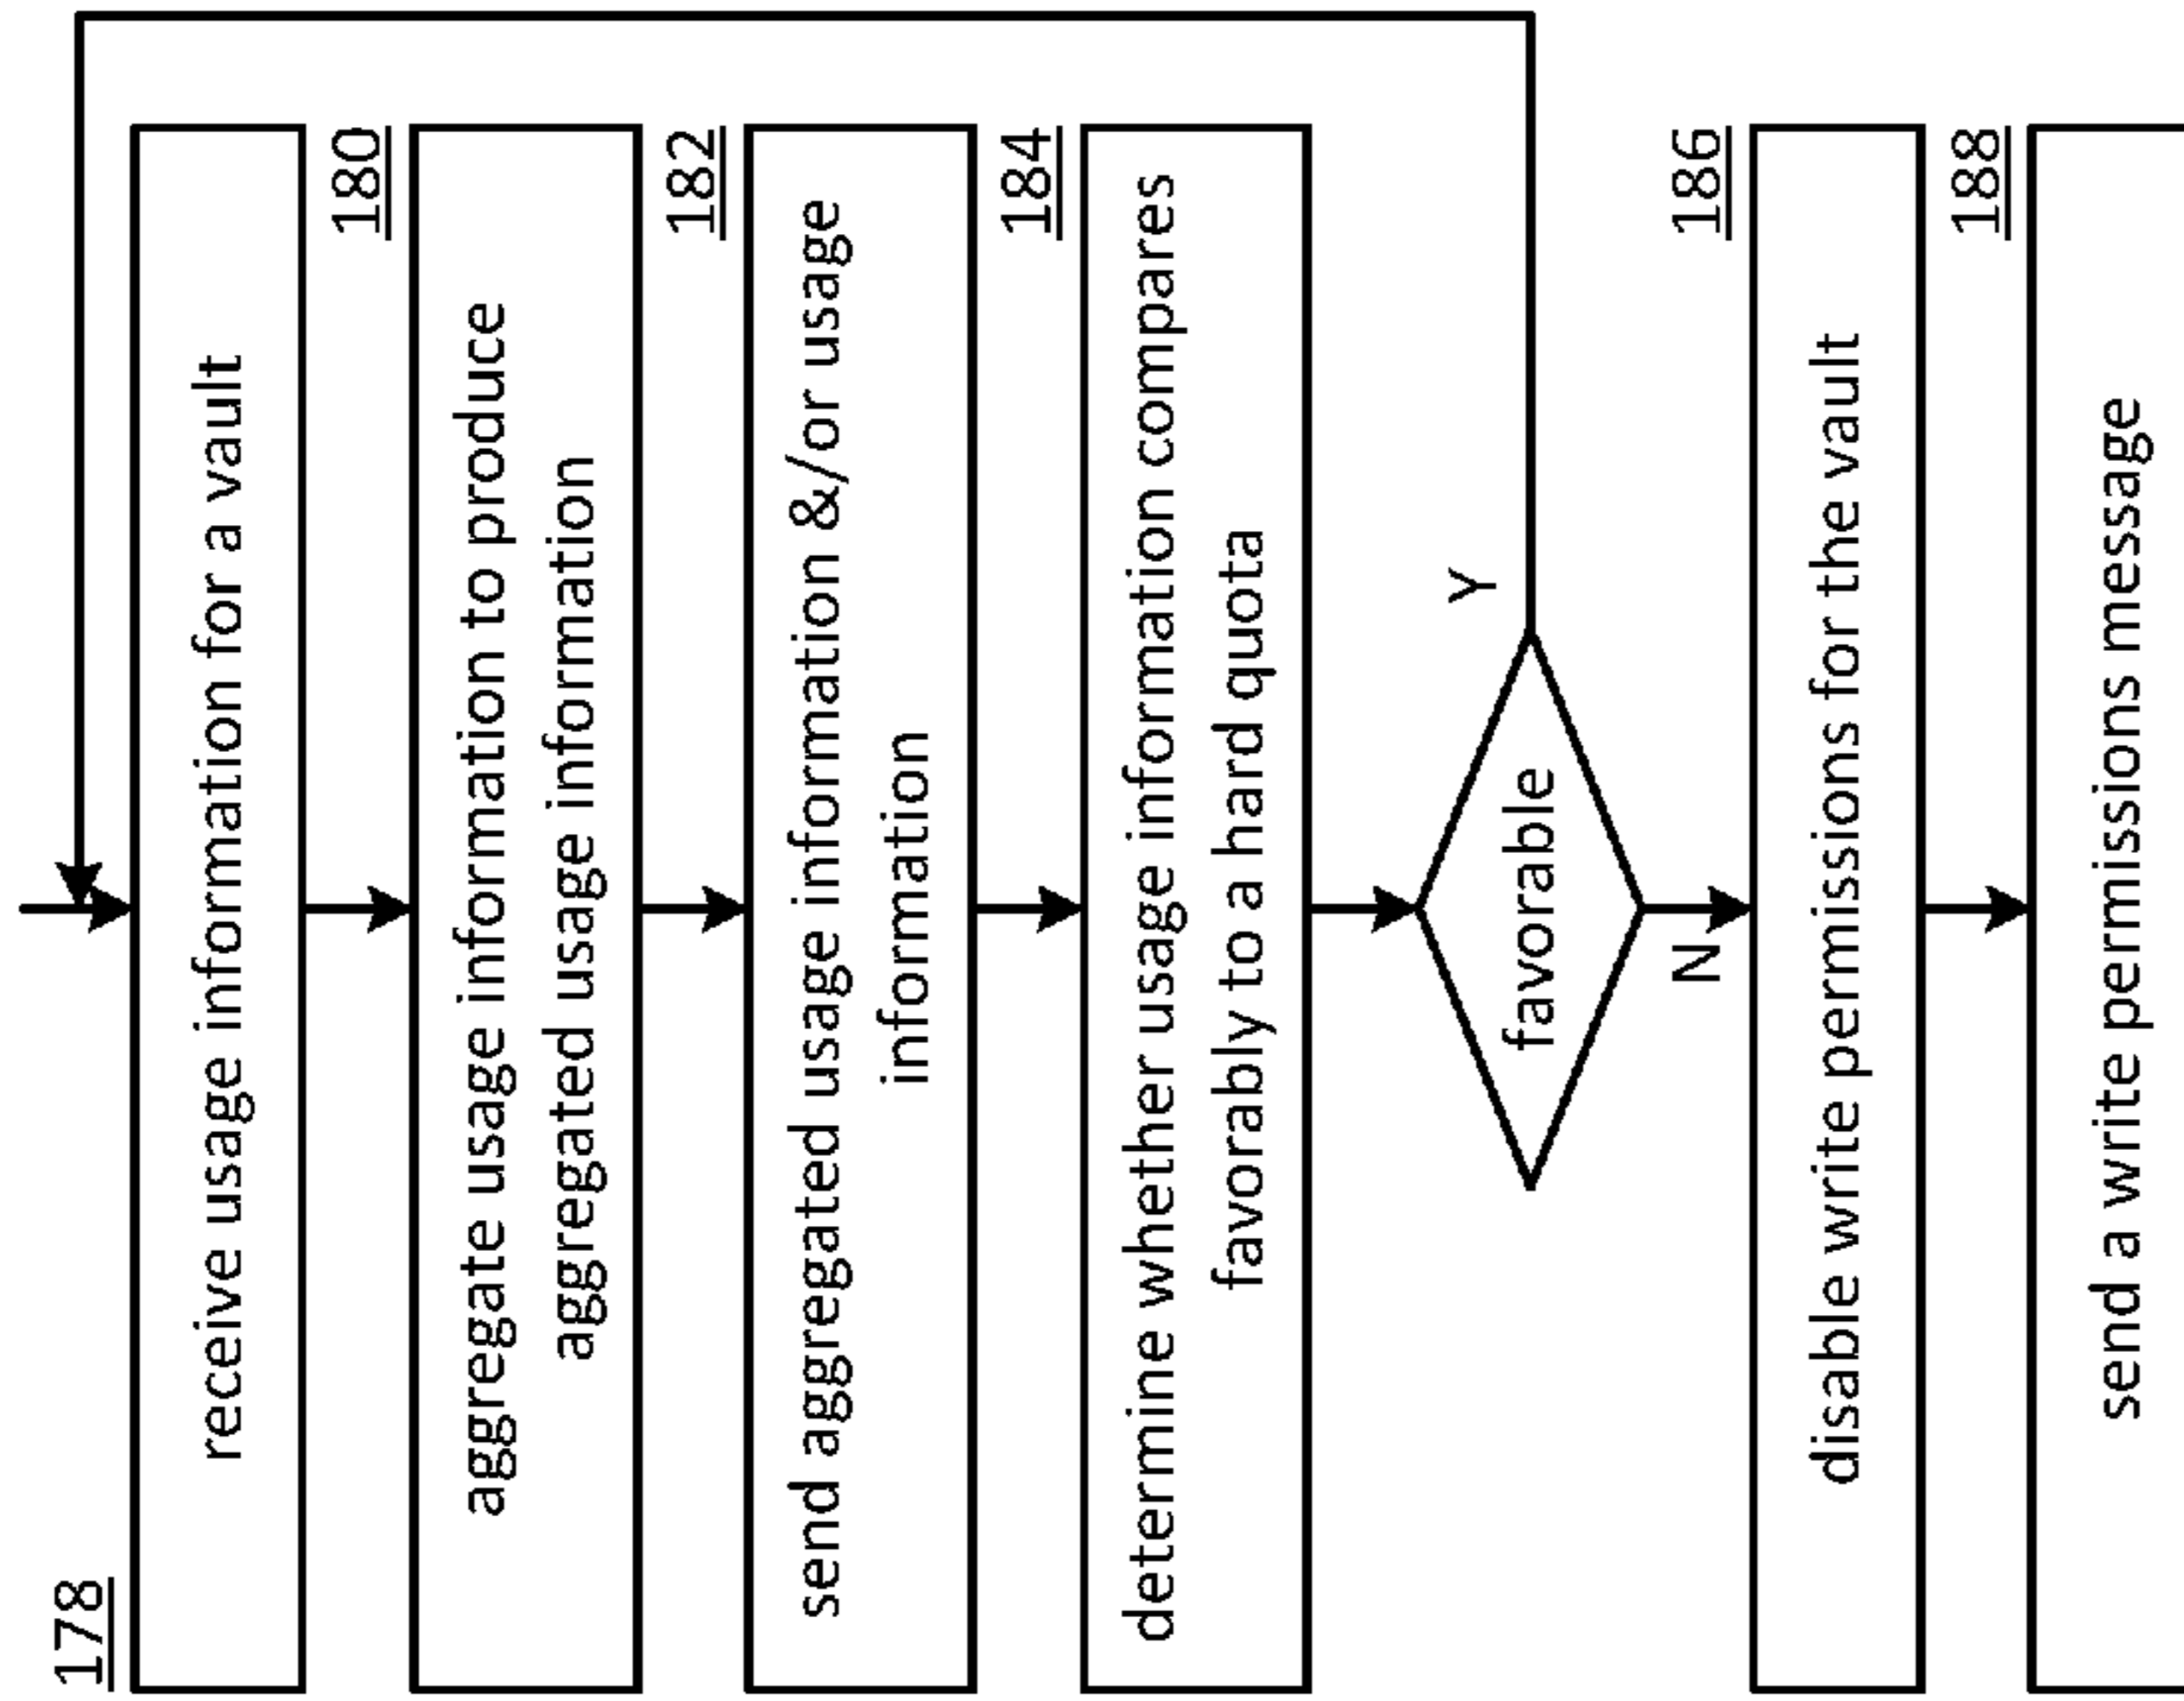 178
receive usage information for a vault
180
aggregate usage information to produce
aggregated usage information
182
send aggregated usage information &/or usage
information
184
determine whether usage information compares
favorably to a hard quota
favorable
Y
N
186
disable write permissions for the vault
188
send a write permissions message